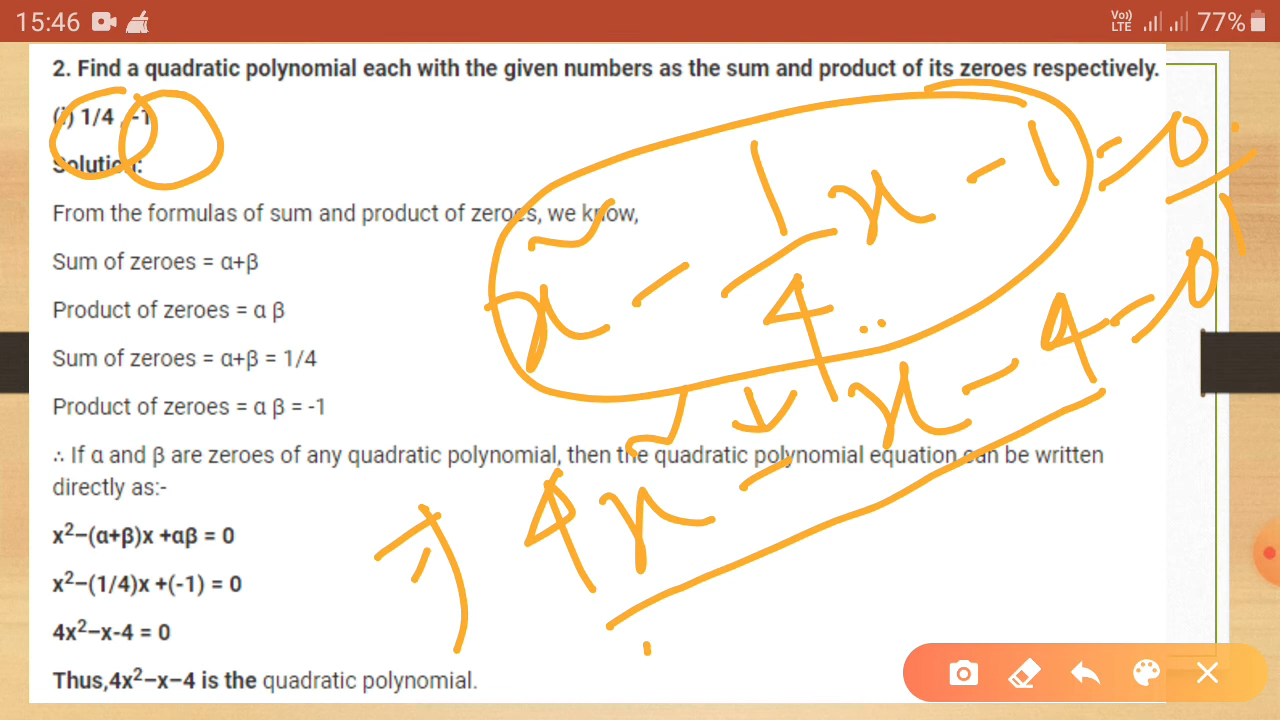 15:46 Vo)) LTE 77%
2. Find a quadratic polynomial each with the given numbers as the sum and product of its zeroes respectively.
(i) 1/4 , -1
Solution:
From the formulas of sum and product of zeroes, we know,
Sum of zeroes = α+β
Product of zeroes = α β
Sum of zeroes = α+β = 1/4
Product of zeroes = α β = -1
∴ If α and β are zeroes of any quadratic polynomial, then the quadratic polynomial equation can be written
directly as:-
x²–(α+β)x +αβ = 0
x²–(1/4)x +(-1) = 0
4x²–x-4 = 0
Thus,4x²–x–4 is the quadratic polynomial.
x² - 1/4 x - 1 = 0
⇒ 4x² - x - 4 = 0